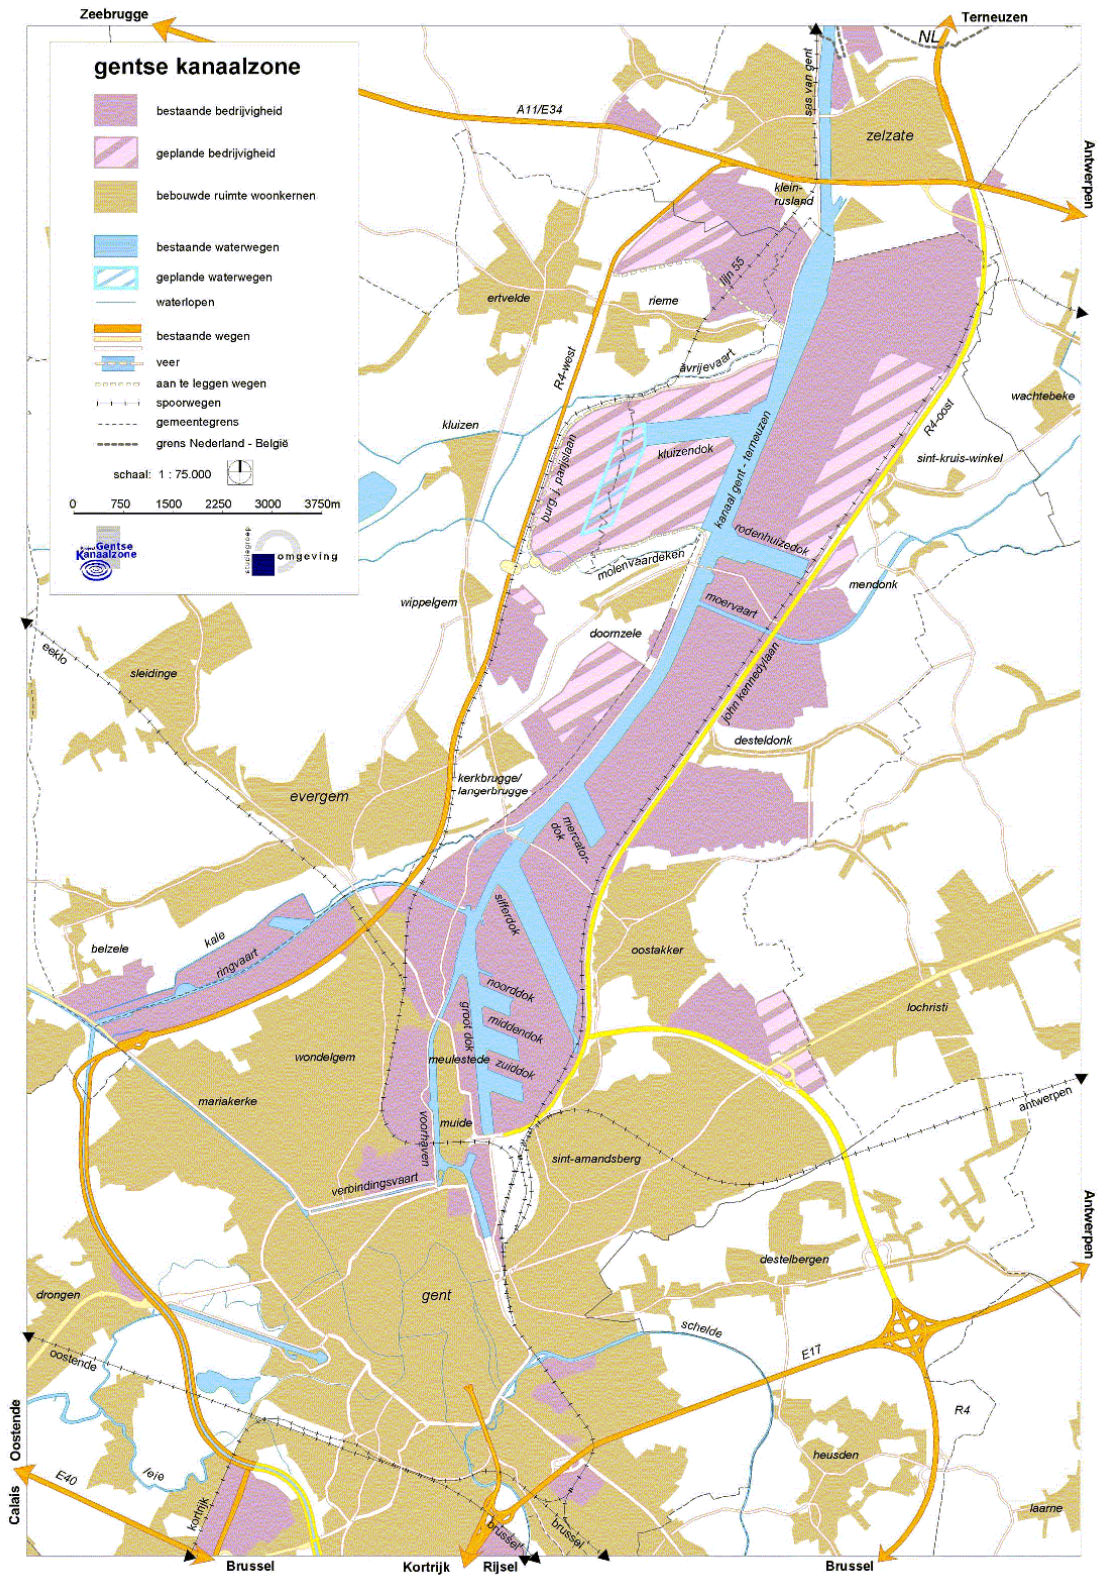 Zeebrugge
Terneuzen
NL
gentse kanaalzone
bestaande bedrijvigheid
geplande bedrijvigheid
bebouwde ruimte woonkernen
bestaande waterwegen
geplande waterwegen
waterlopen
bestaande wegen
veer
aan te leggen wegen
spoorwegen
gemeentegrens
grens Nederland - België
schaal: 1 : 75.000
0 750 1500 2250 3000 3750m
Gentse
Kanaalzone
studiegroep
omgeving
A11/E34
sas van gent
zelzate
Antwerpen
klein-
rusland
lijn 55
ertvelde
rieme
R4-west
avrijevaart
R4-oost
wachtebeke
kluizen
kluizendok
burg. j. parijslaan
kanaal gent - terneuzen
sint-kruis-winkel
rodenhuizedok
molenvaardeken
mendonk
moervaart
wippelgem
doornzele
eeklo
sleidinge
john kennedylaan
desteldonk
kerkbrugge/
langerbrugge
evergem
mercator-
dok
sifferdok
belzele
kale
ringvaart
oostakker
noorddok
lochristi
groot dok
middendok
wondelgem
meulestede
zuiddok
mariakerke
antwerpen
voorhaven
muide
sint-amandsberg
verbindingsvaart
Antwerpen
destelbergen
drongen
gent
schelde
oostende
E17
R4
Oostende
heusden
Calais
E40
leie
kortrijk
laarne
brussel
brussel
Brussel
Kortrijk
Rijsel
Brussel